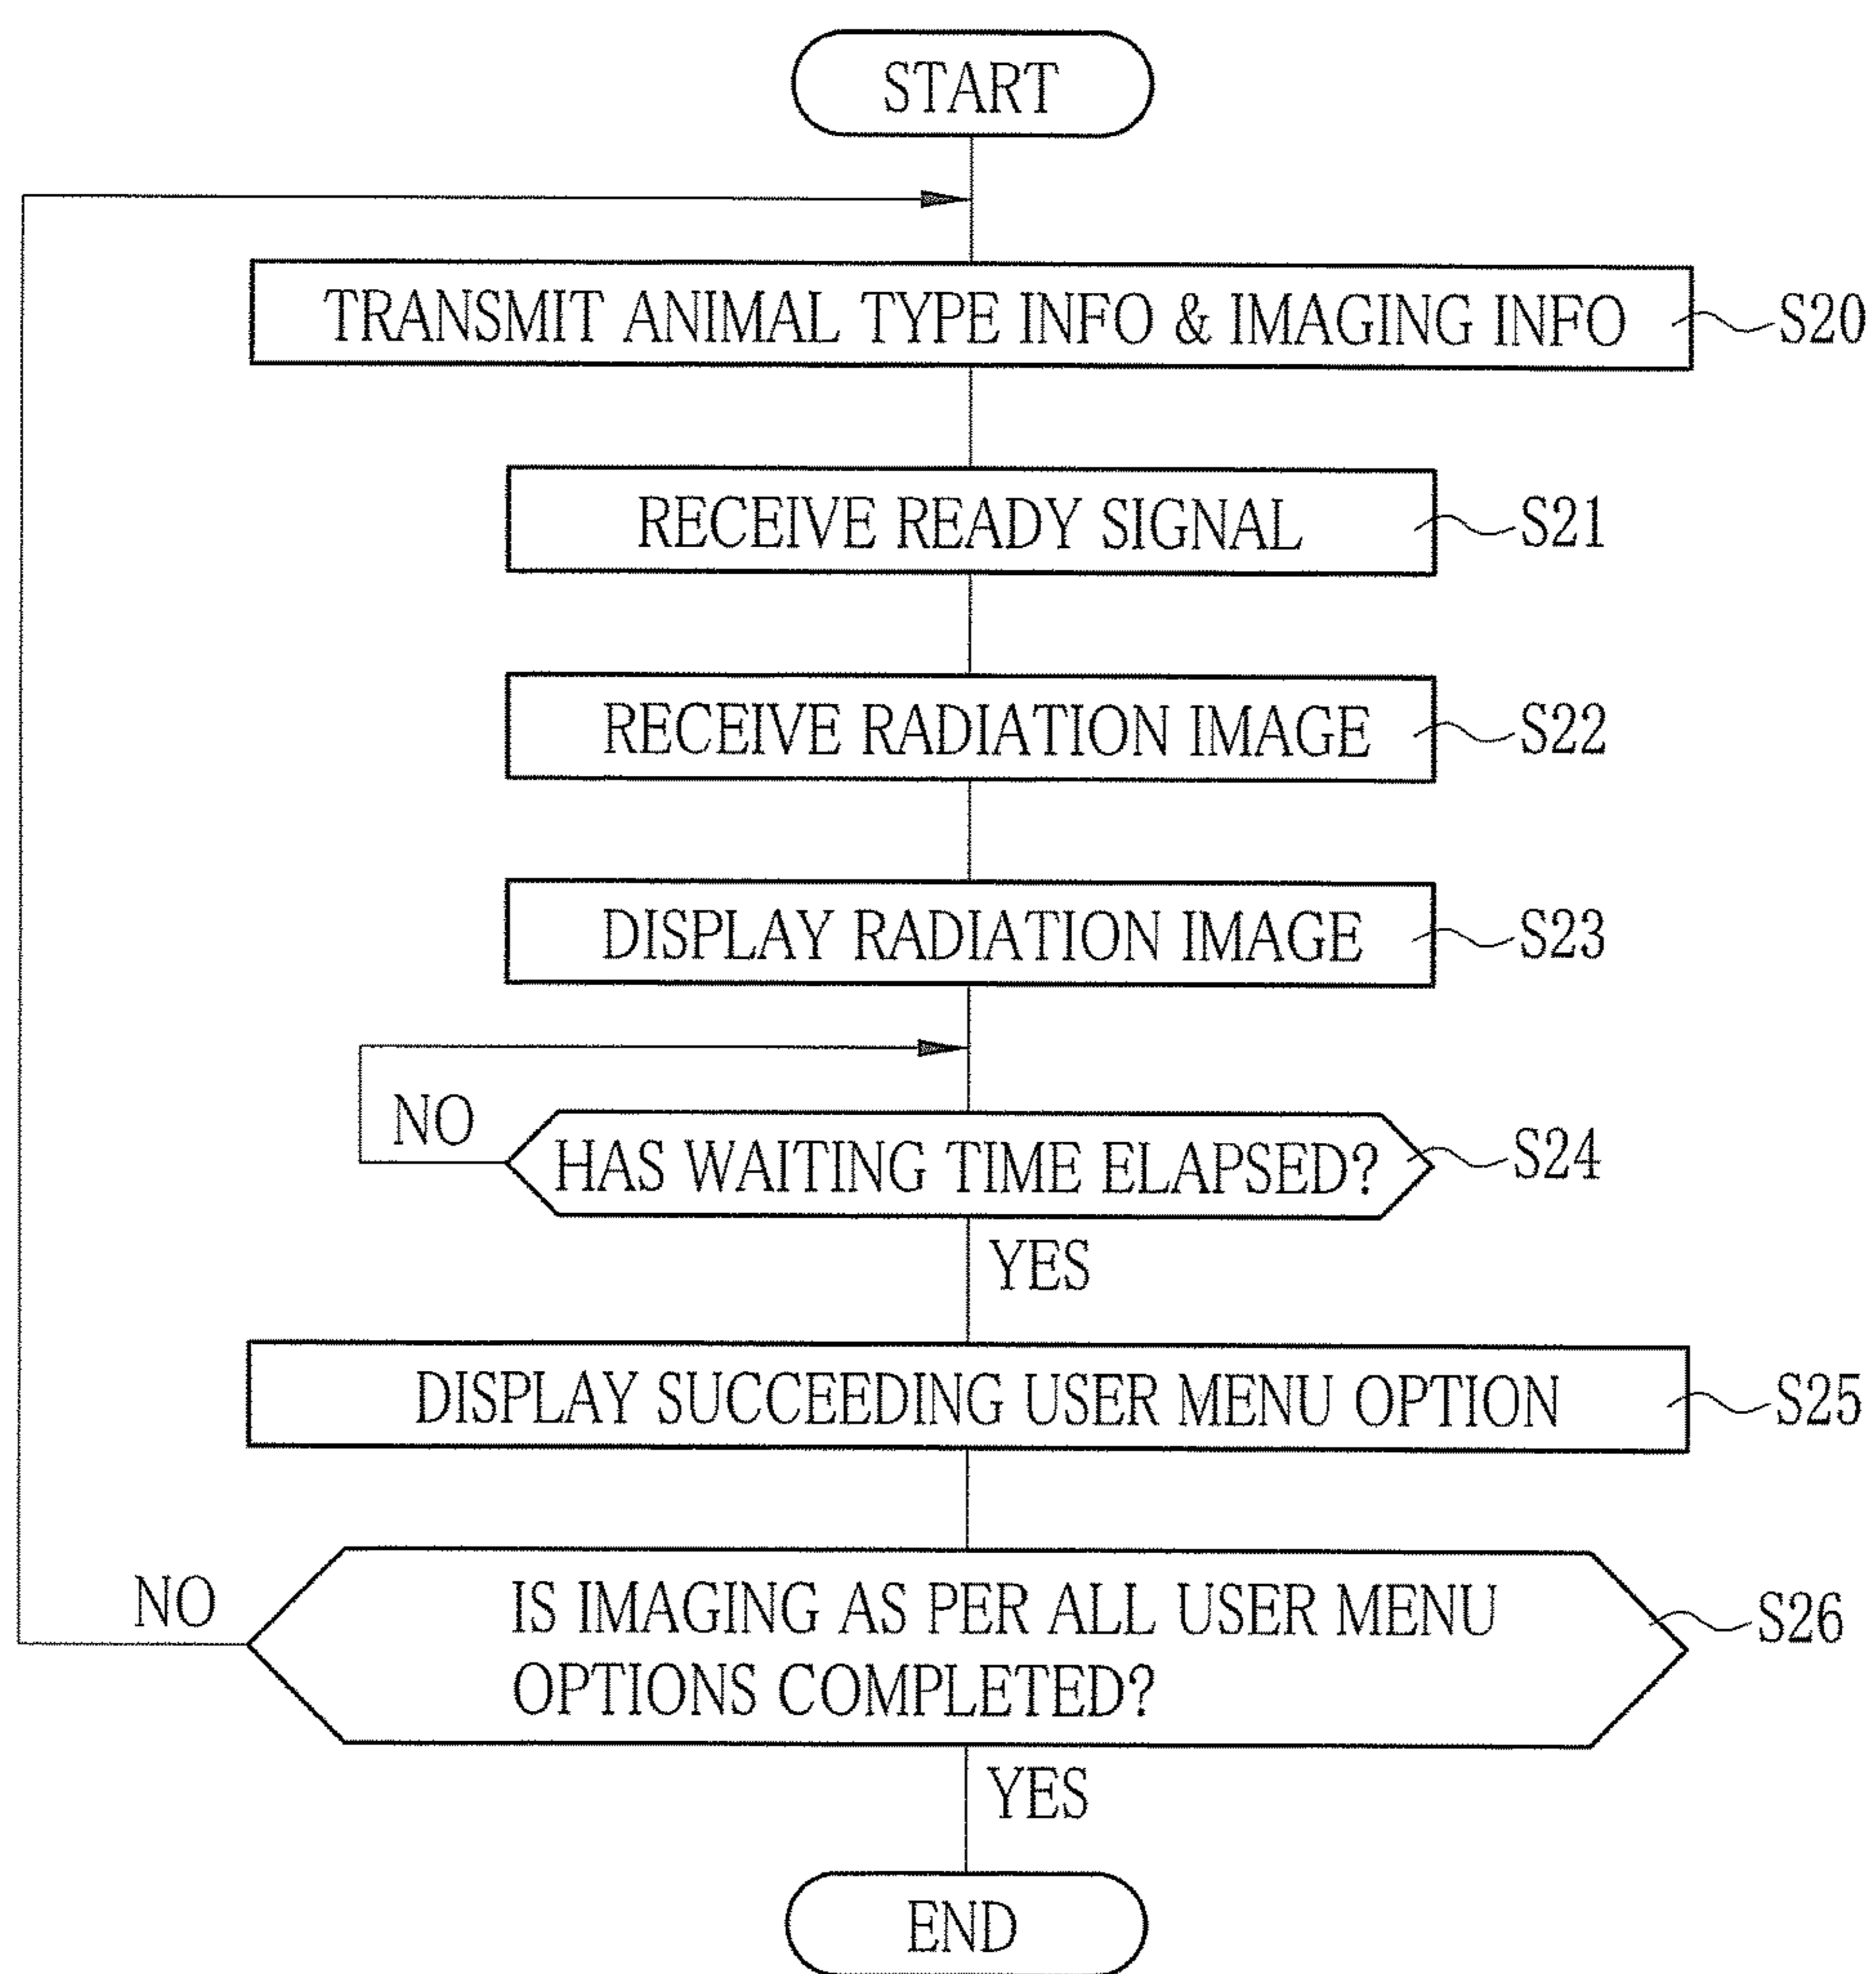 START
TRANSMIT ANIMAL TYPE INFO & IMAGING INFO
S20
RECEIVE READY SIGNAL
S21
RECEIVE RADIATION IMAGE
S22
DISPLAY RADIATION IMAGE
S23
NO
HAS WAITING TIME ELAPSED?
S24
YES
DISPLAY SUCCEEDING USER MENU OPTION
S25
NO
IS IMAGING AS PER ALL USER MENU
OPTIONS COMPLETED?
S26
YES
END